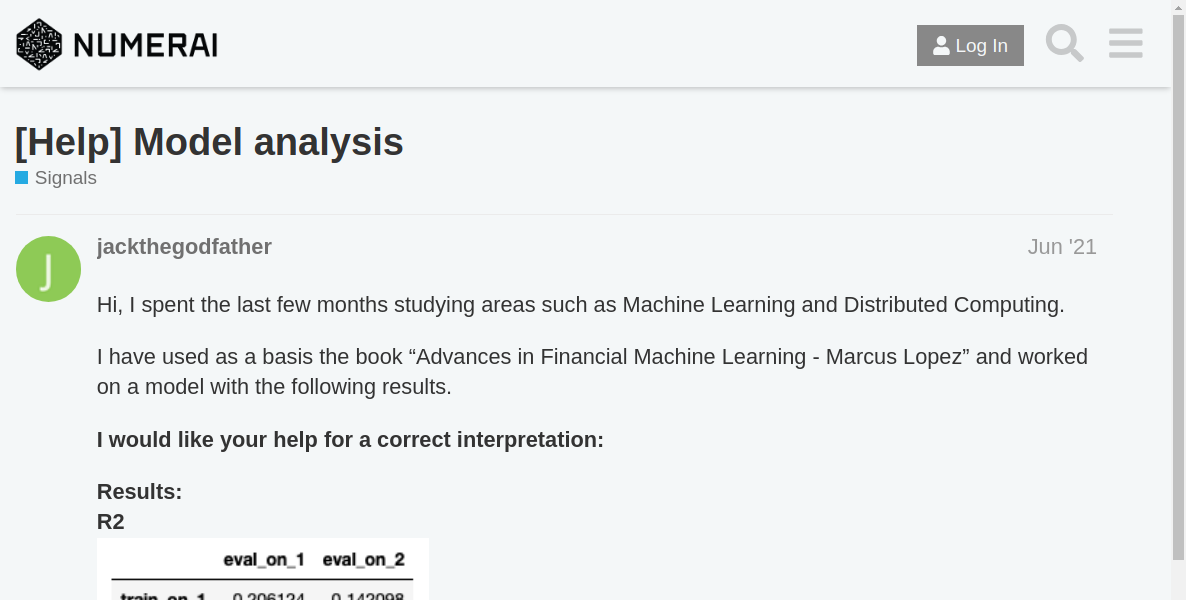 NUMERAI
Log In
[Help] Model analysis
Signals
jackthegodfather
Jun '21
J
Hi, I spent the last few months studying areas such as Machine Learning and Distributed Computing.
I have used as a basis the book “Advances in Financial Machine Learning - Marcus Lopez” and worked
on a model with the following results.
I would like your help for a correct interpretation:
Results:
R2
eval_on_1 eval_on_2
train_on_1 0.206124 0.142098